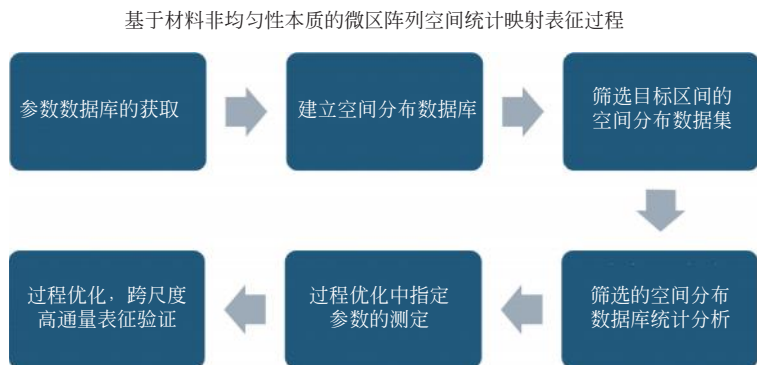 基于材料非均匀性本质的微区阵列空间统计映射表征过程
参数数据库的获取
建立空间分布数据库
筛选目标区间的
空间分布数据集
筛选的空间分布
数据库统计分析
过程优化中指定
参数的测定
过程优化，跨尺度
高通量表征验证